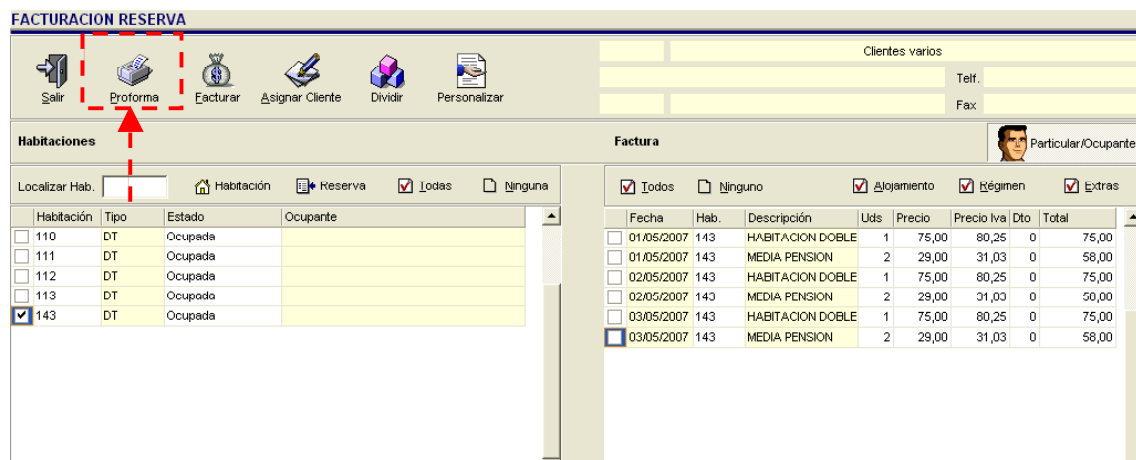 FACTURACION RESERVA
Salir Proforma Facturar Asignar Cliente Dividir Personalizar
Clientes varios
Telf.
Fax
Habitaciones
Factura
Particular/Ocupante
Localizar Hab. Habitación Reserva Todas Ninguna
Todos Ninguno Alojamiento Régimen Extras
Habitación Tipo Estado Ocupante
110 DT Ocupada
111 DT Ocupada
112 DT Ocupada
113 DT Ocupada
143 DT Ocupada
Fecha Hab. Descripción Uds Precio Precio Iva Dto Total
01/05/2007 143 HABITACION DOBLE 1 75,00 80,25 0 75,00
01/05/2007 143 MEDIA PENSION 2 29,00 31,03 0 58,00
02/05/2007 143 HABITACION DOBLE 1 75,00 80,25 0 75,00
02/05/2007 143 MEDIA PENSION 2 29,00 31,03 0 50,00
03/05/2007 143 HABITACION DOBLE 1 75,00 80,25 0 75,00
03/05/2007 143 MEDIA PENSION 2 29,00 31,03 0 58,00